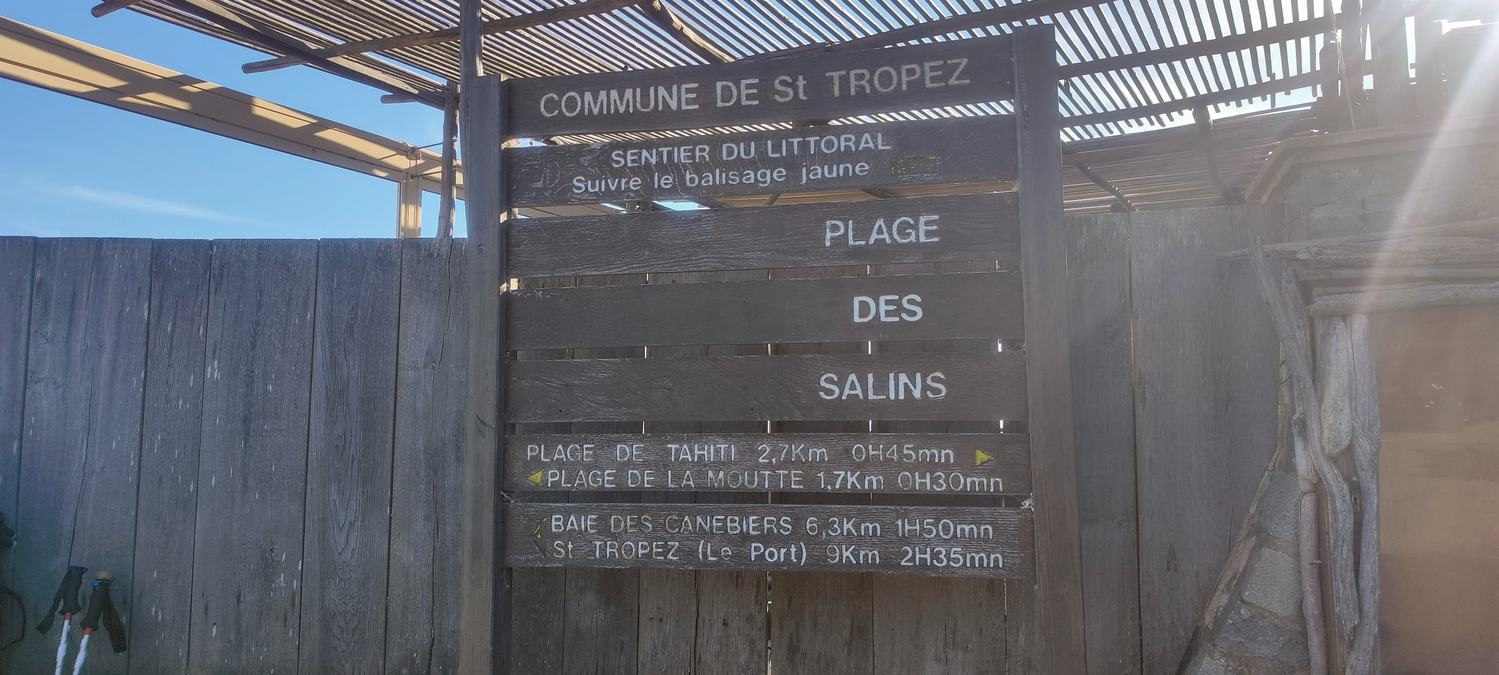 COMMUNE DE St TROPEZ
SENTIER DU LITTORAL
Suivre le balisage jaune
PLAGE
DES
SALINS
PLAGE DE TAHITI 2,7Km 0H45mn
PLAGE DE LA MOUTTE 1,7Km 0H30mn
BAIE DES CANEBIERS 6,3Km 1H50mn
St TROPEZ (Le Port) 9Km 2H35mn